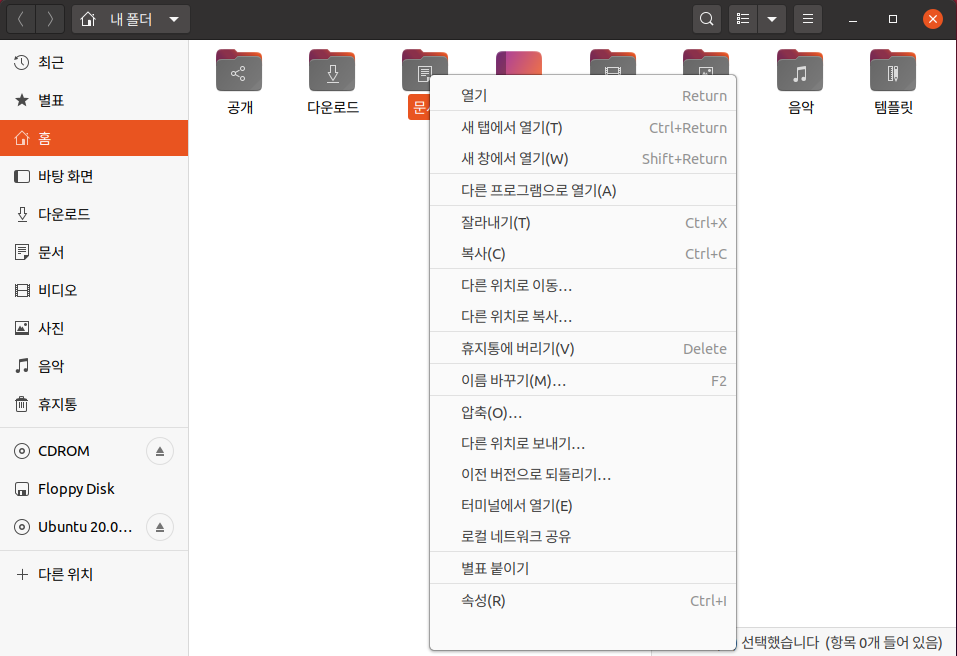 내 폴더
최근
별표
홈
바탕 화면
다운로드
문서
비디오
사진
음악
휴지통
CDROM
Floppy Disk
Ubuntu 20.0…
다른 위치
공개
다운로드
음악
템플릿
열기 Return
새 탭에서 열기(T) Ctrl+Return
새 창에서 열기(W) Shift+Return
다른 프로그램으로 열기(A)
잘라내기(T) Ctrl+X
복사(C) Ctrl+C
다른 위치로 이동…
다른 위치로 복사…
휴지통에 버리기(V) Delete
이름 바꾸기(M)… F2
압축(O)…
다른 위치로 보내기…
이전 버전으로 되돌리기…
터미널에서 열기(E)
로컬 네트워크 공유
별표 붙이기
속성(R) Ctrl+I
선택했습니다 (항목 0개 들어 있음)